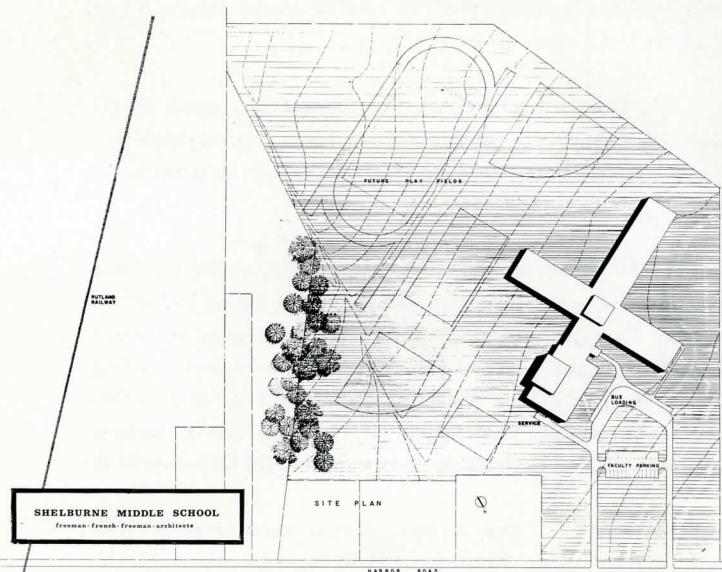 FUTURE PLAY FIELDS
RUTLAND
RAILWAY
BUS
LOADING
SERVICE
FACULTY PARKING
SITE PLAN
N
SHELBURNE MIDDLE SCHOOL
freeman - french - freeman - architects
HARBOR ROAD